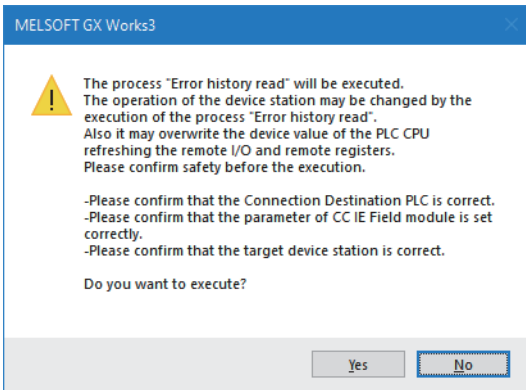 MELSOFT GX Works3
The process "Error history read" will be executed.
The operation of the device station may be changed by the
execution of the process "Error history read".
Also it may overwrite the device value of the PLC CPU
refreshing the remote I/O and remote registers.
Please confirm safety before the execution.
-Please confirm that the Connection Destination PLC is correct.
-Please confirm that the parameter of CC IE Field module is set
correctly.
-Please confirm that the target device station is correct.
Do you want to execute?
Yes No